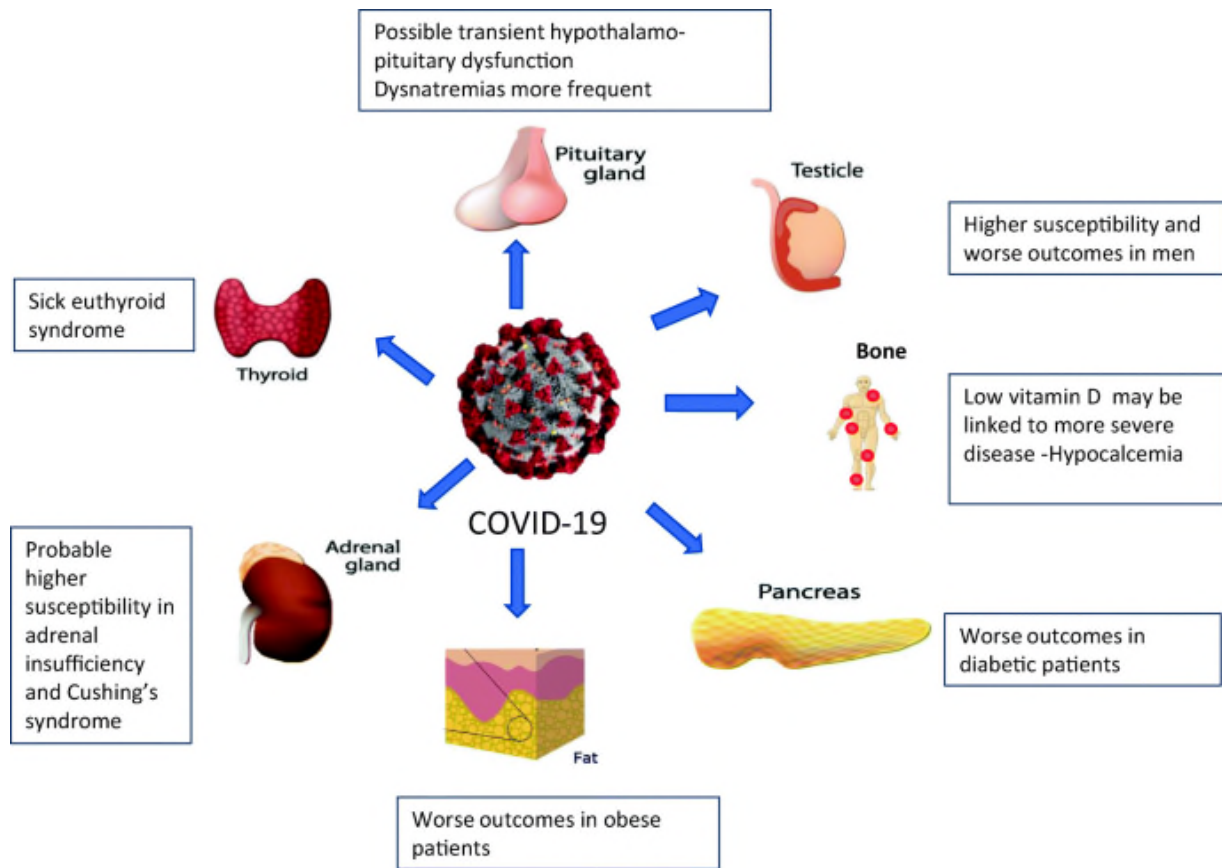 Possible transient hypothalamo-
pituitary dysfunction
Dysnatremias more frequent
Pituitary
gland
Testicle
Higher susceptibility and
worse outcomes in men
Sick euthyroid
syndrome
Thyroid
Bone
Low vitamin D  may be
linked to more severe
disease -Hypocalcemia
COVID-19
Probable
higher
susceptibility in
adrenal
insufficiency
and Cushing's
syndrome
Adrenal
gland
Pancreas
Worse outcomes in
diabetic patients
Fat
Worse outcomes in obese
patients